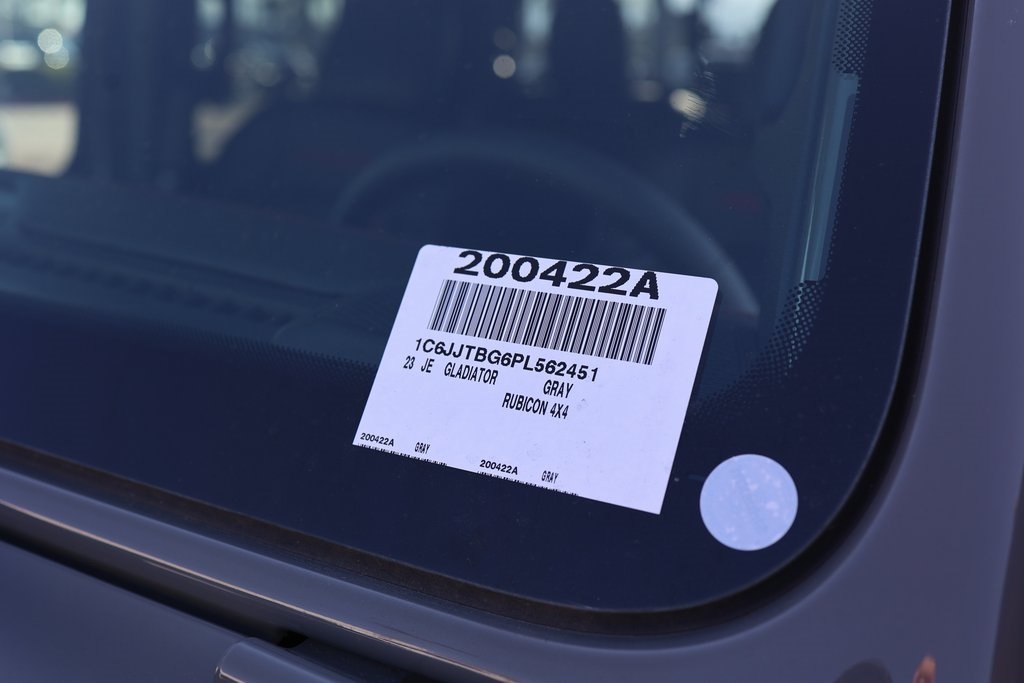 200422A
1C6JJTBG6PL562451
23 JE GLADIATOR GRAY
RUBICON 4X4
200422A GRAY
200422A GRAY